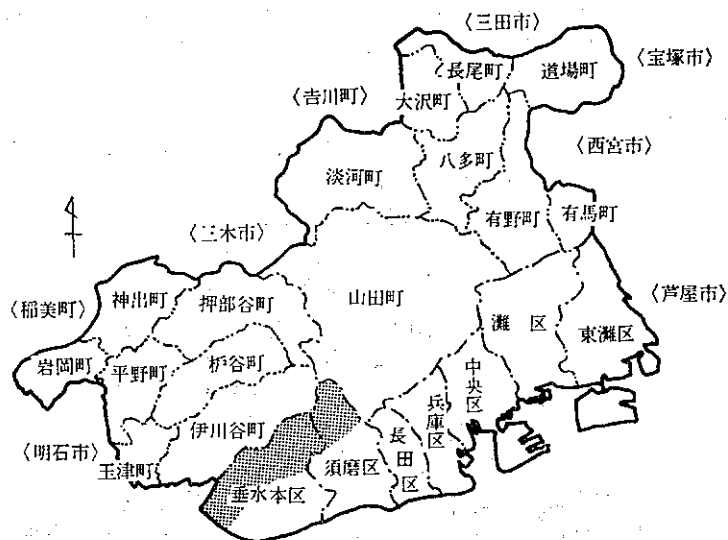 〈三田市〉
長尾町
道場町
〈宝塚市〉
〈吉川町〉
大沢町
八多町
〈西宮市〉
淡河町
有野町
有馬町
〈三木市〉
神出町
押部谷町
山田町
〈稲美町〉
灘区
東灘区
〈芦屋市〉
岩岡町
平野町
枦谷町
中央区
兵庫区
伊川谷町
長田区
〈明石市〉
玉津町
垂水本区
須磨区